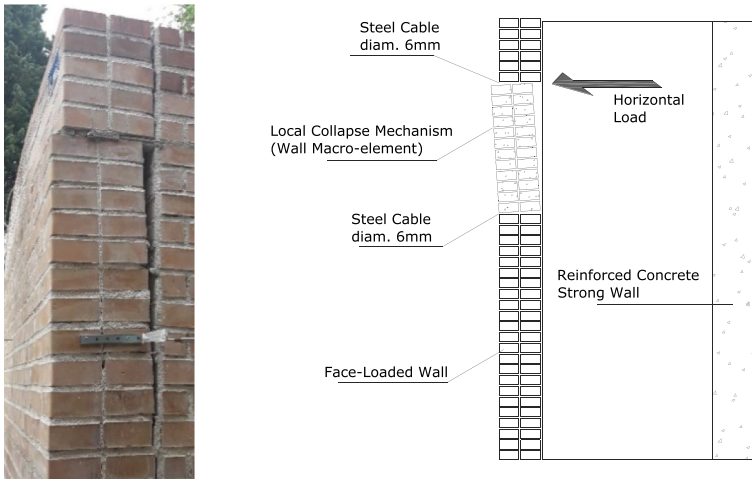 Steel Cable
diam. 6mm
Horizontal
Load
Local Collapse Mechanism
(Wall Macro-element)
Steel Cable
diam. 6mm
Reinforced Concrete
Strong Wall
Face-Loaded Wall